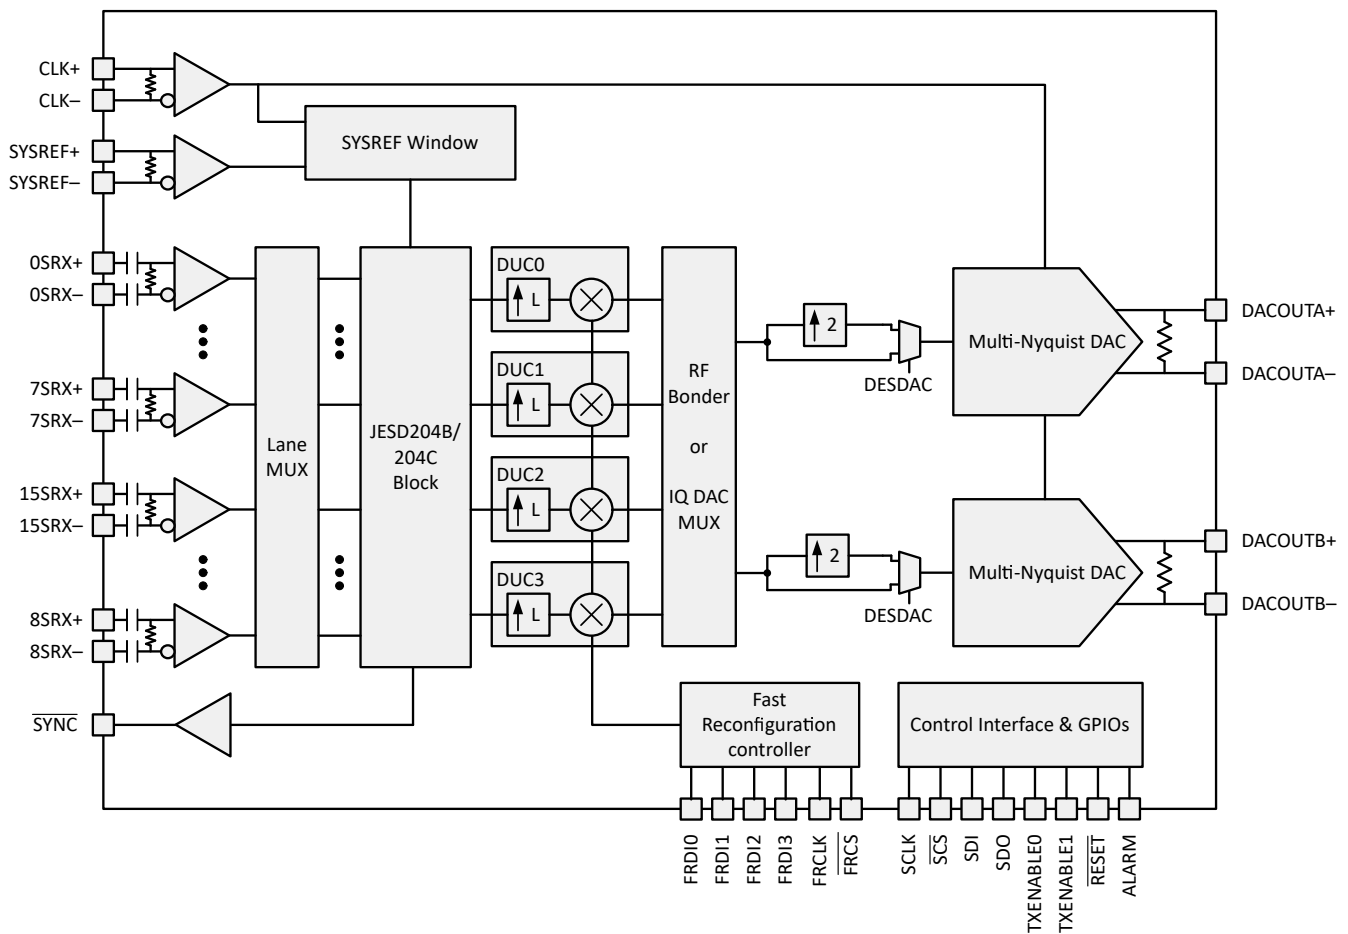 CLK+
CLK–
SYSREF+
SYSREF–
SYSREF Window
0SRX+
0SRX–
7SRX+
7SRX–
15SRX+
15SRX–
8SRX+
8SRX–
SYNC
Lane
MUX
JESD204B/
204C
Block
DUC0
L
DUC1
L
DUC2
L
DUC3
L
RF
Bonder
or
IQ DAC
MUX
2
DESDAC
Multi-Nyquist DAC
DACOUTA+
DACOUTA–
2
DESDAC
Multi-Nyquist DAC
DACOUTB+
DACOUTB–
Fast
Reconfiguration
controller
Control Interface & GPIOs
FRDI0
FRDI1
FRDI2
FRDI3
FRCLK
FRCS
SCLK
SCS
SDI
SDO
TXENABLE0
TXENABLE1
RESET
ALARM